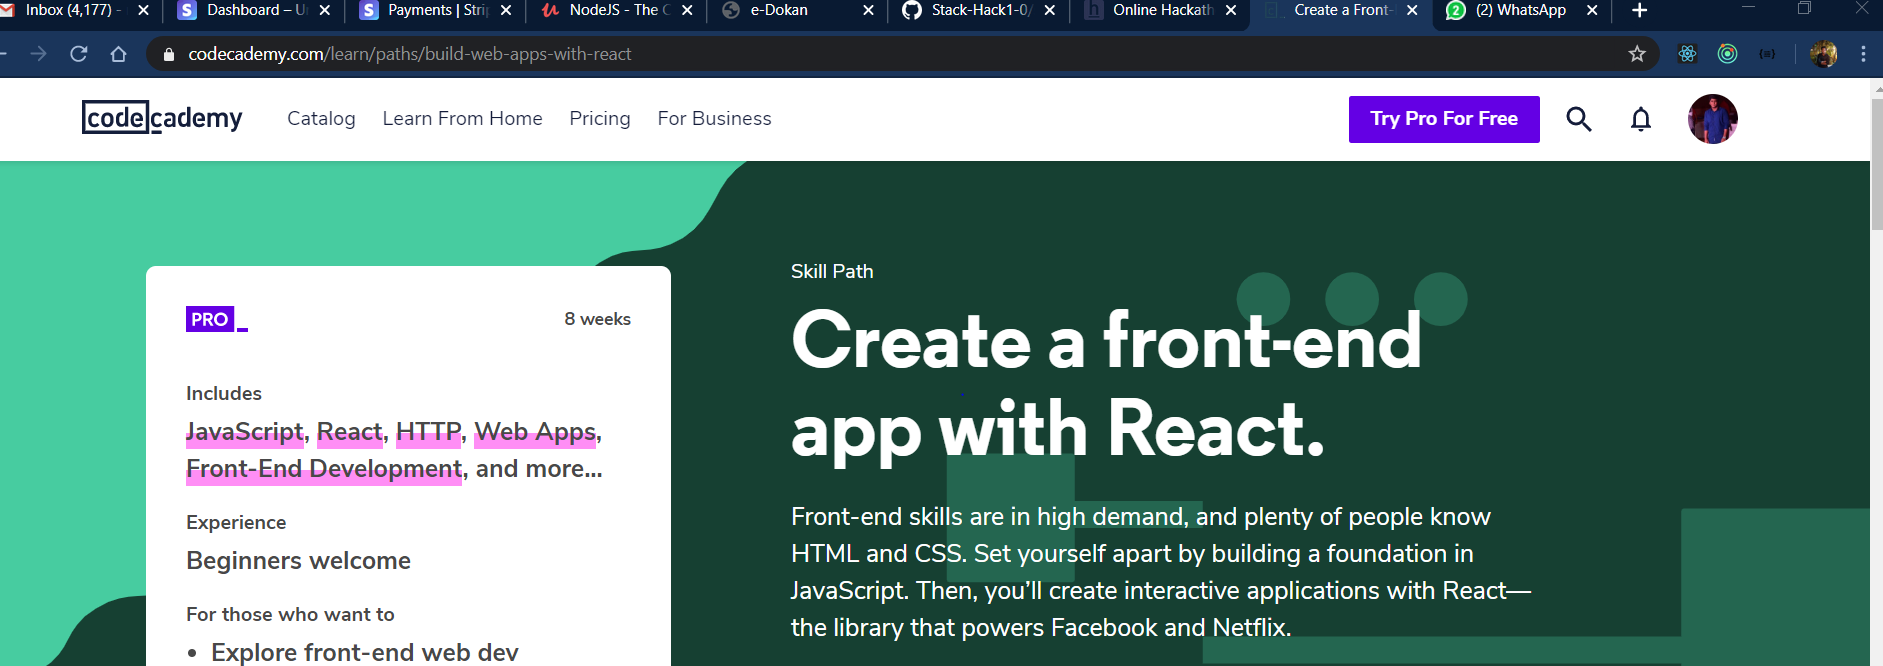 Inbox (4,177) -
Dashboard – U
Payments | Strip
NodeJS - The C
e-Dokan
Stack-Hack1-0/
Online Hackath
Create a Front-
(2) WhatsApp
codecademy.com/learn/paths/build-web-apps-with-react
codecademy
Catalog
Learn From Home
Pricing
For Business
Try Pro For Free
PRO
8 weeks
Includes
JavaScript, React, HTTP, Web Apps,
Front-End Development, and more...
Experience
Beginners welcome
For those who want to
• Explore front-end web dev
Skill Path
Create a front-end
app with React.
Front-end skills are in high demand, and plenty of people know
HTML and CSS. Set yourself apart by building a foundation in
JavaScript. Then, you’ll create interactive applications with React—
the library that powers Facebook and Netflix.